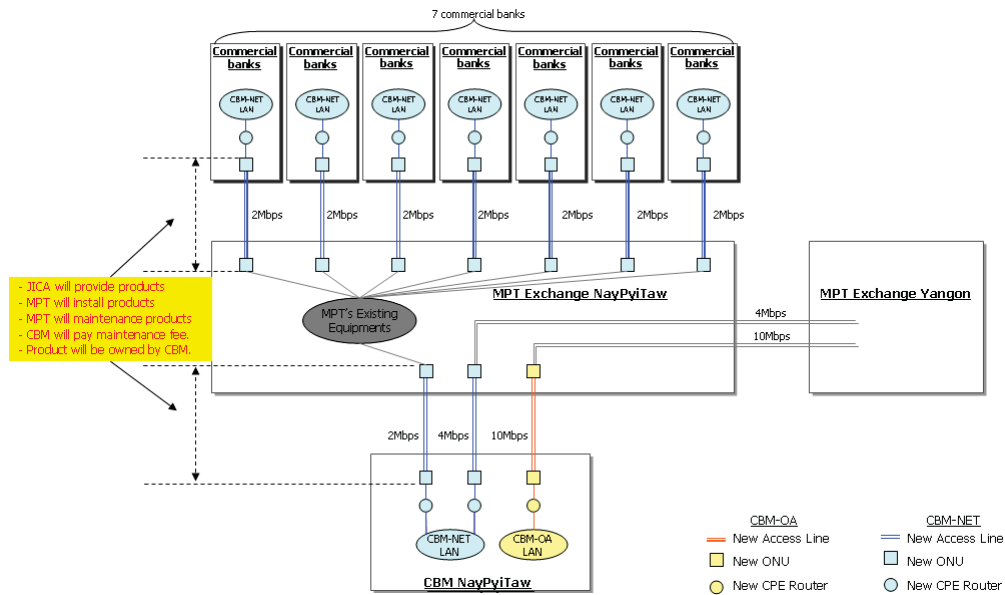 7 commercial banks
Commercial
banks
Commercial
banks
Commercial
banks
Commercial
banks
Commercial
banks
Commercial
banks
Commercial
banks
CBM-NET
LAN
CBM-NET
LAN
CBM-NET
LAN
CBM-NET
LAN
CBM-NET
LAN
CBM-NET
LAN
CBM-NET
LAN
2Mbps
2Mbps
2Mbps
2Mbps
2Mbps
2Mbps
2Mbps
- JICA will provide products
- MPT will install products
- MPT will maintenance products
- CBM will pay maintenance fee.
- Product will be owned by CBM.
MPT Exchange NayPyiTaw
MPT Exchange Yangon
MPT's Existing
Equipments
4Mbps
10Mbps
2Mbps
4Mbps
10Mbps
CBM-NET
LAN
CBM-OA
LAN
CBM NayPyiTaw
CBM-OA
New Access Line
New ONU
New CPE Router
CBM-NET
New Access Line
New ONU
New CPE Router